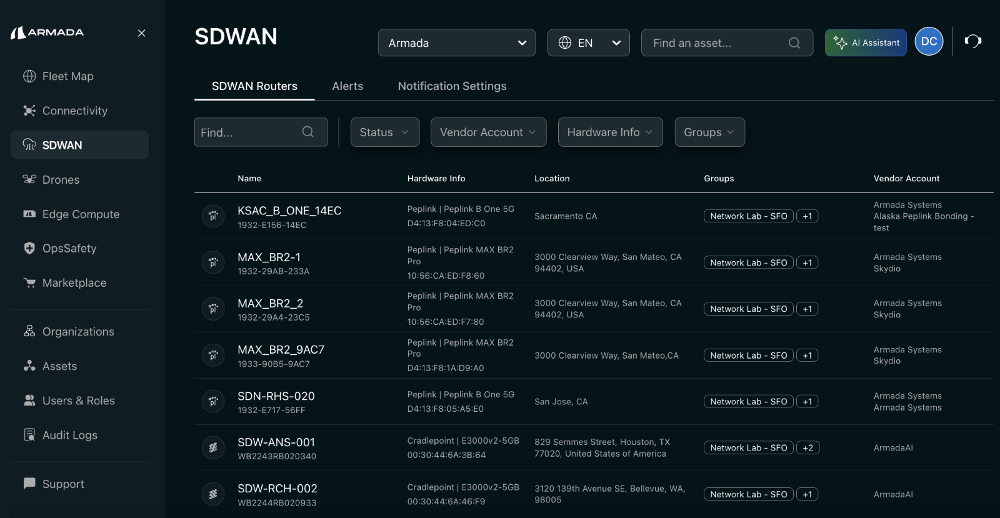 ARMADA
Fleet Map
Connectivity
SDWAN
Drones
Edge Compute
OpsSafety
Marketplace
Organizations
Assets
Users & Roles
Audit Logs
Support
SDWAN
Armada
EN
Find an asset...
AI Assistant
DC
SDWAN Routers
Alerts
Notification Settings
Find...
Status
Vendor Account
Hardware Info
Groups
Name
Hardware Info
Location
Groups
Vendor Account
KSAC_B_ONE_14EC
1932-E156-14EC
Peplink | Peplink B One 5G
D4:13:F8:04:ED:C0
Sacramento CA
Network Lab - SFO
+1
Armada Systems
Alaska Peplink Bonding -
test
MAX_BR2-1
1932-29AB-233A
Peplink | Peplink MAX BR2
Pro
10:56:CA:ED:F8:60
3000 Clearview Way, San Mateo, CA
94402, USA
Network Lab - SFO
+1
Armada Systems
Skydio
MAX_BR2_2
1932-29A4-23C5
Peplink | Peplink MAX BR2
Pro
10:56:CA:ED:F7:80
3000 Clearview Way, San Mateo, CA
94402, USA
Network Lab - SFO
+1
Armada Systems
Skydio
MAX_BR2_9AC7
1933-90B5-9AC7
Peplink | Peplink MAX BR2
Pro
D4:13:F8:1A:D9:A0
3000 Clearview Way, San Mateo,CA
Network Lab - SFO
+1
Armada Systems
Skydio
SDN-RHS-020
1932-E717-56FF
Peplink | Peplink B One 5G
D4:13:F8:05:A5:E0
San Jose, CA
Network Lab - SFO
+1
Armada Systems
Armada Systems
SDW-ANS-001
WB2243RB020340
Cradlepoint | E3000v2-5GB
00:30:44:6A:3B:64
829 Semmes Street, Houston, TX
77020, United States of America
Network Lab - SFO
+2
ArmadaAI
SDW-RCH-002
WB2244RB020933
Cradlepoint | E3000v2-5GB
00:30:44:6A:46:F9
3120 139th Avenue SE, Bellevue, WA,
98005
Network Lab - SFO
+1
ArmadaAI